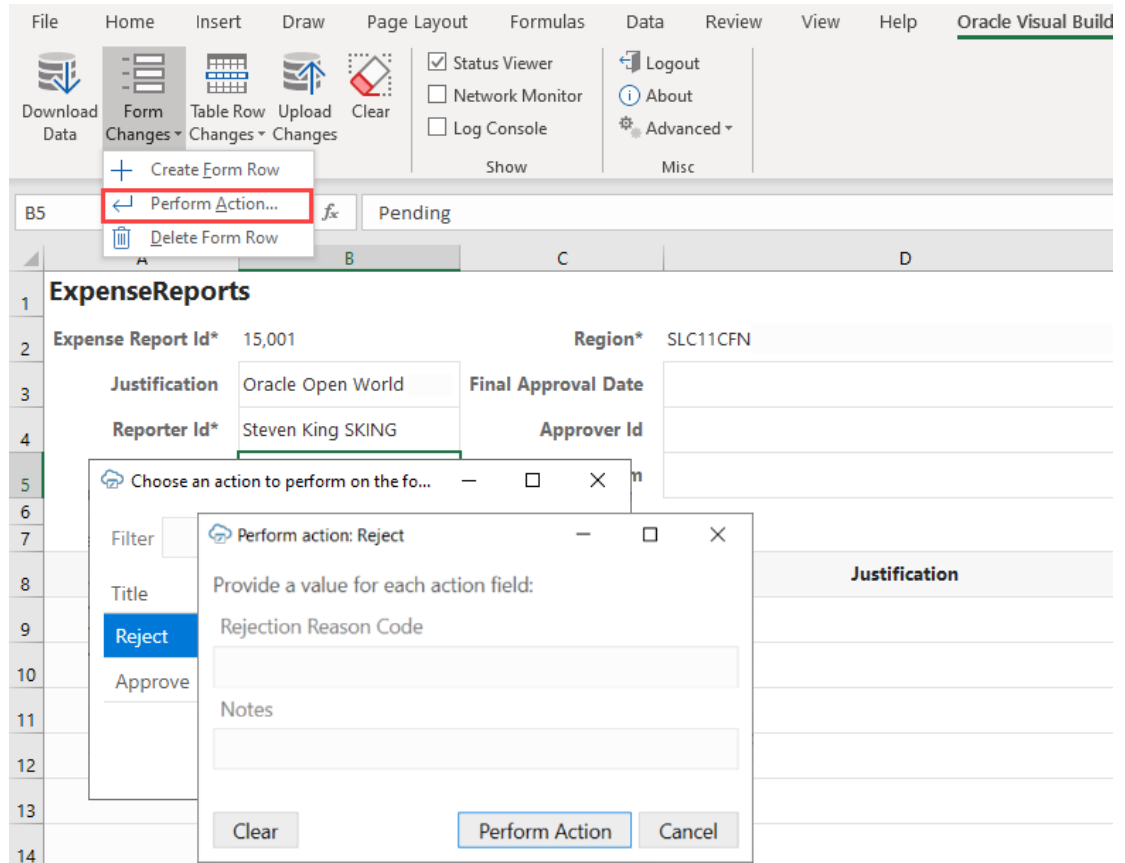 File Home Insert Draw Page Layout Formulas Data Review View Help Oracle Visual Build
Download Data
Form Changes
Table Row Changes
Upload Changes
Clear
Status Viewer
Network Monitor
Log Console
Show
Logout
About
Advanced
Misc
Create Form Row
Perform Action...
Delete Form Row
B5 fx Pending
A B C D
1 ExpenseReports
2 Expense Report Id* 15,001 Region* SLC11CFN
3 Justification Oracle Open World Final Approval Date
4 Reporter Id* Steven King SKING Approver Id
5
6
7
8 Justification
9
10
11
12
13
14
Choose an action to perform on the fo...
Filter
Title
Reject
Approve
Perform action: Reject
Provide a value for each action field:
Rejection Reason Code
Notes
Clear Perform Action Cancel